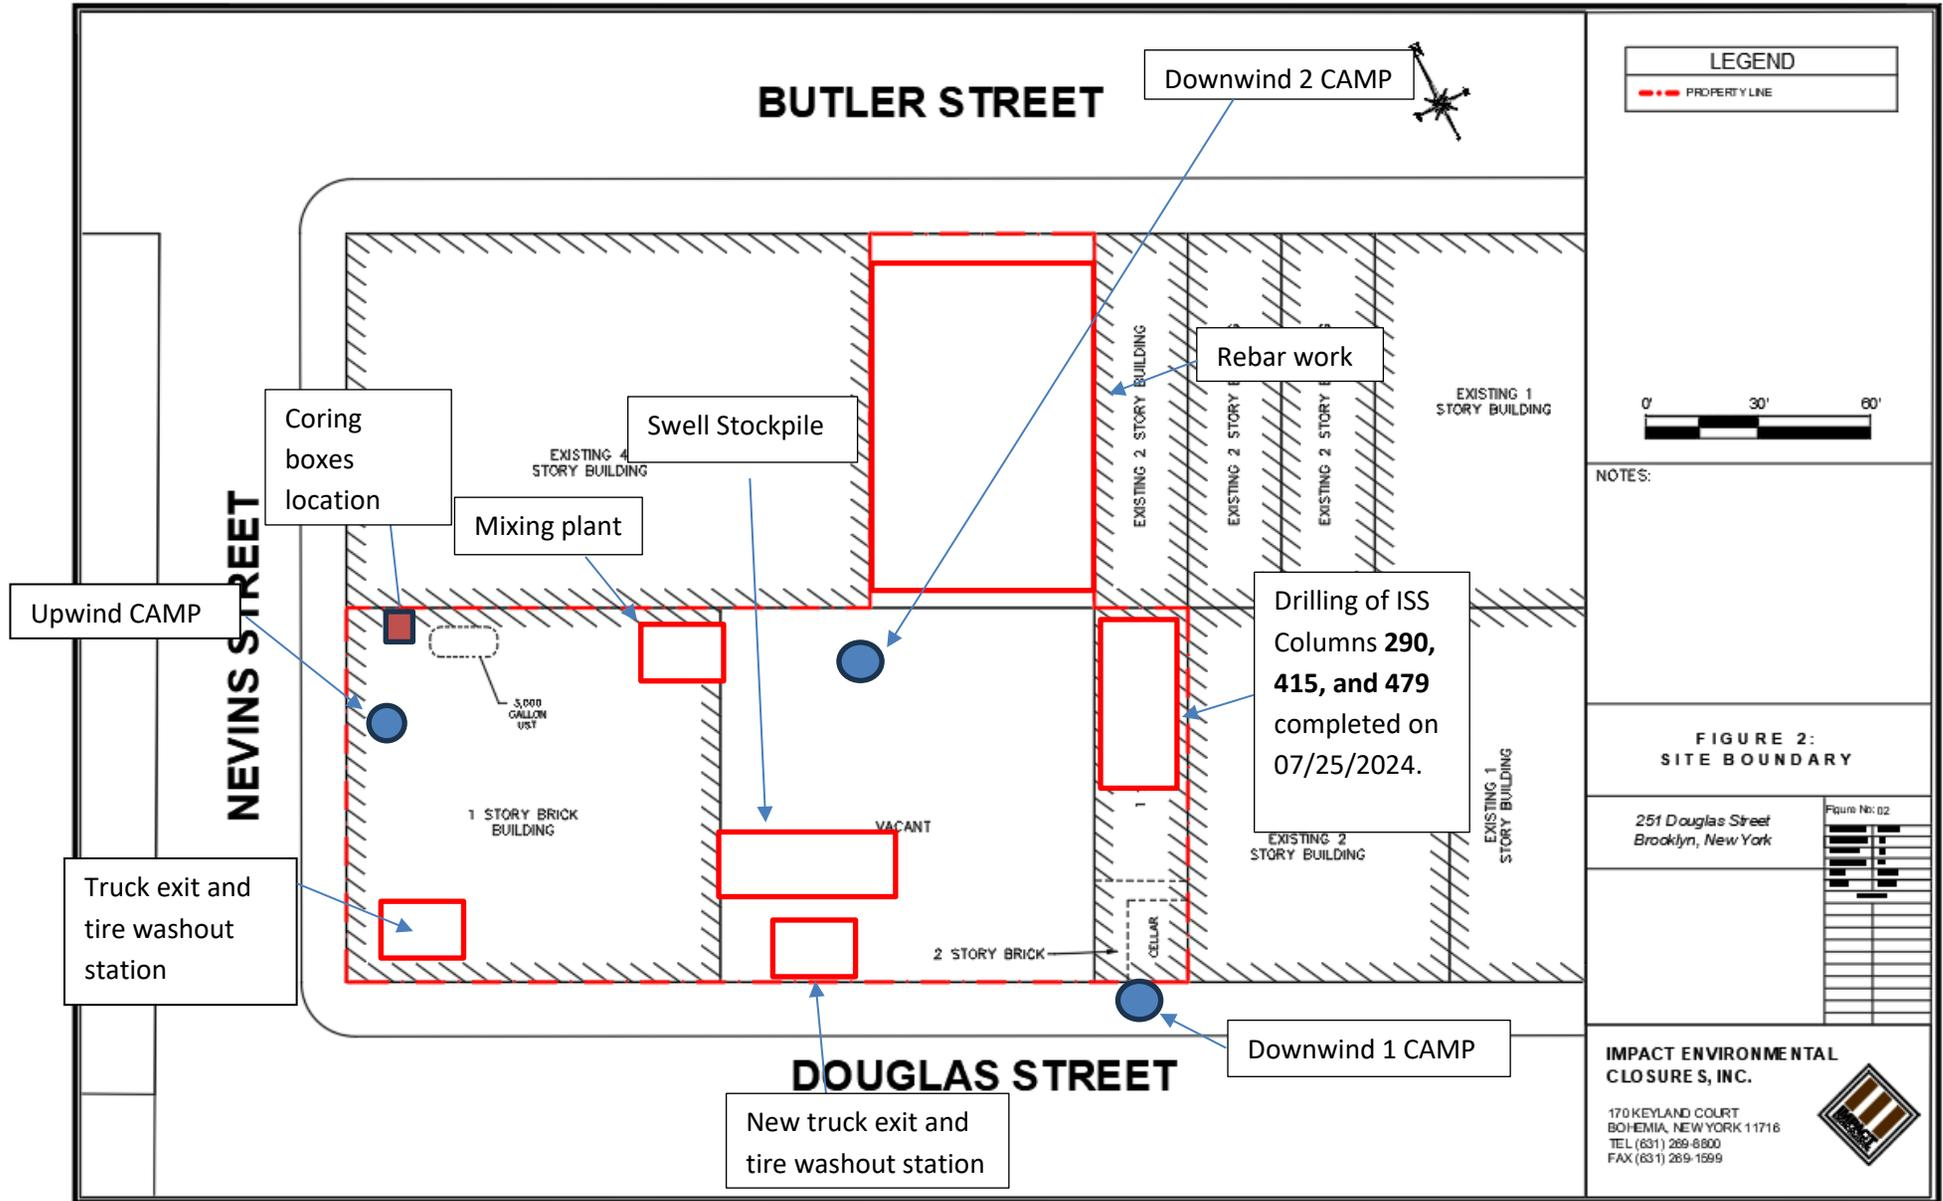 BUTLER STREET
Downwind 2 CAMP
LEGEND
PROPERTY LINE
Rebar work
Coring
boxes
location
Swell Stockpile
EXISTING 4
STORY BUILDING
Mixing plant
EXISTING 2 STORY BUILDING
EXISTING 2 STORY
EXISTING 2 STORY
EXISTING 1
STORY BUILDING
0' 30' 60'
NOTES:
NEVINS STREET
Upwind CAMP
GALLON
UST
Drilling of ISS
Columns 290,
415, and 479
completed on
07/25/2024.
1 STORY BRICK
BUILDING
VACANT
1
EXISTING 2
STORY BUILDING
EXISTING 1
STORY BUILDING
FIGURE 2:
SITE BOUNDARY
251 Douglas Street
Brooklyn, New York
Figure No: 02
Truck exit and
tire washout
station
2 STORY BRICK
CELLAR
Downwind 1 CAMP
DOUGLAS STREET
New truck exit and
tire washout station
IMPACT ENVIRONMENTAL
CLOSURES, INC.
170 KEYLAND COURT
BOHEMIA, NEW YORK 11716
TEL (631) 269-8800
FAX (631) 269-1599
IMPACT